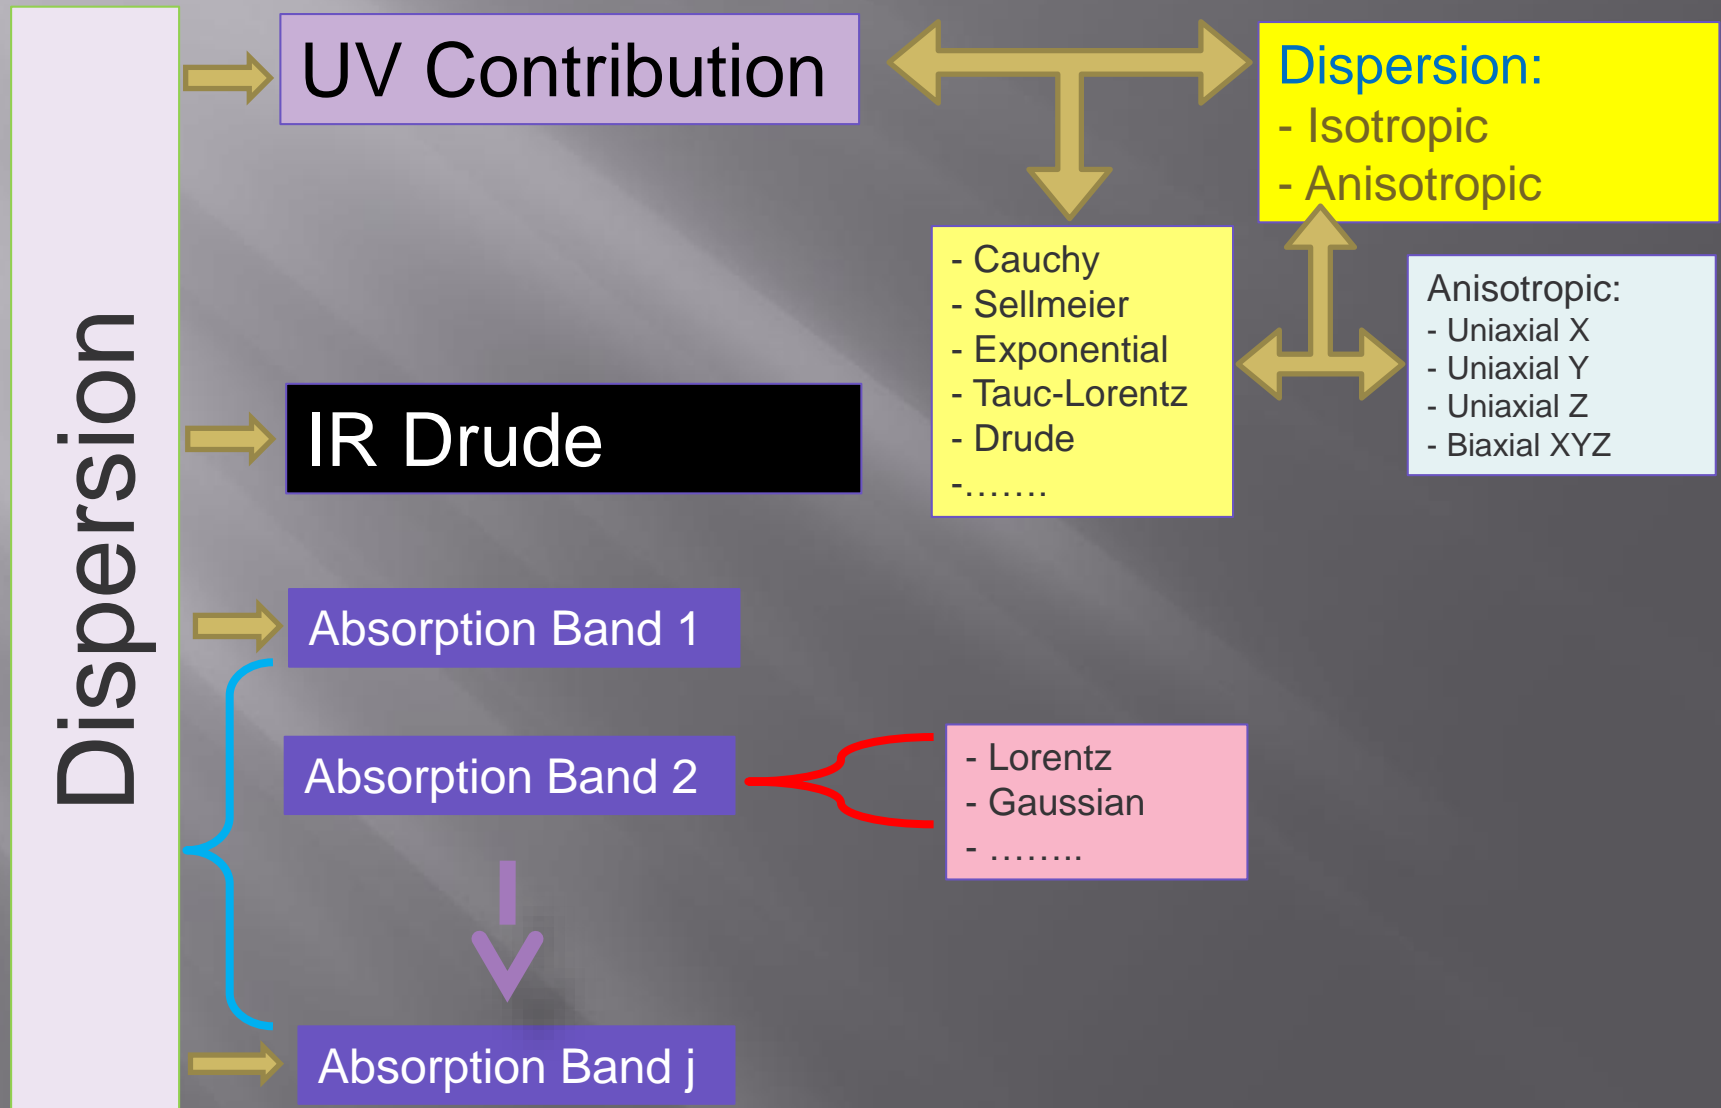 Dispersion
UV Contribution
Dispersion:
- Isotropic
- Anisotropic
- Cauchy
- Sellmeier
- Exponential
- Tauc-Lorentz
- Drude
-.......
Anisotropic:
- Uniaxial X
- Uniaxial Y
- Uniaxial Z
- Biaxial XYZ
IR Drude
Absorption Band 1
Absorption Band 2
- Lorentz
- Gaussian
- ........
Absorption Band j